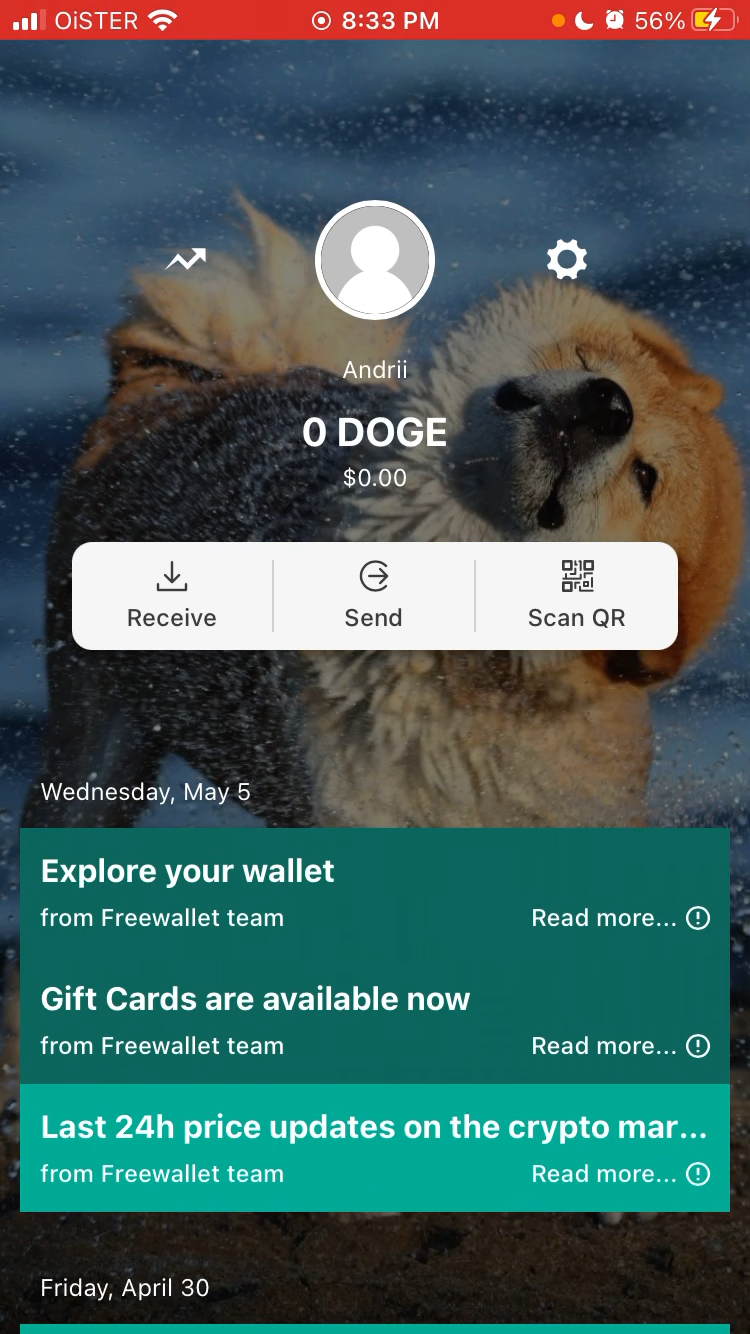 OiSTER 8:33 PM 56%
Andrii
0 DOGE
$0.00
Receive Send Scan QR
Wednesday, May 5
Explore your wallet
from Freewallet team Read more...
Gift Cards are available now
from Freewallet team Read more...
Last 24h price updates on the crypto mar...
from Freewallet team Read more...
Friday, April 30